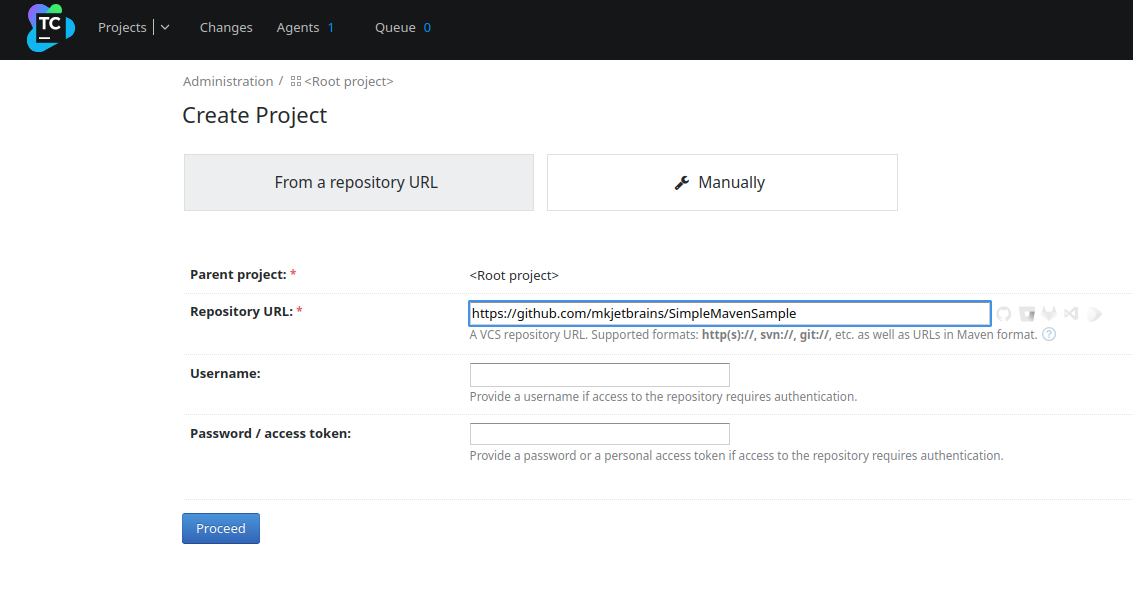 TC Projects Changes Agents 1 Queue 0
Administration / <Root project>
Create Project
From a repository URL
Manually
Parent project: * <Root project>
Repository URL: * https://github.com/mkjetbrains/SimpleMavenSample
A VCS repository URL. Supported formats: http(s)://, svn://, git://, etc. as well as URLs in Maven format. ?
Username:
Provide a username if access to the repository requires authentication.
Password / access token:
Provide a password or a personal access token if access to the repository requires authentication.
Proceed